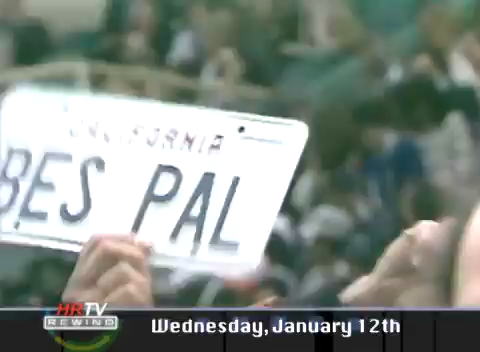 CALIFORNIA
BES PAL
HRTV
REWIND
Wednesday, January 12th